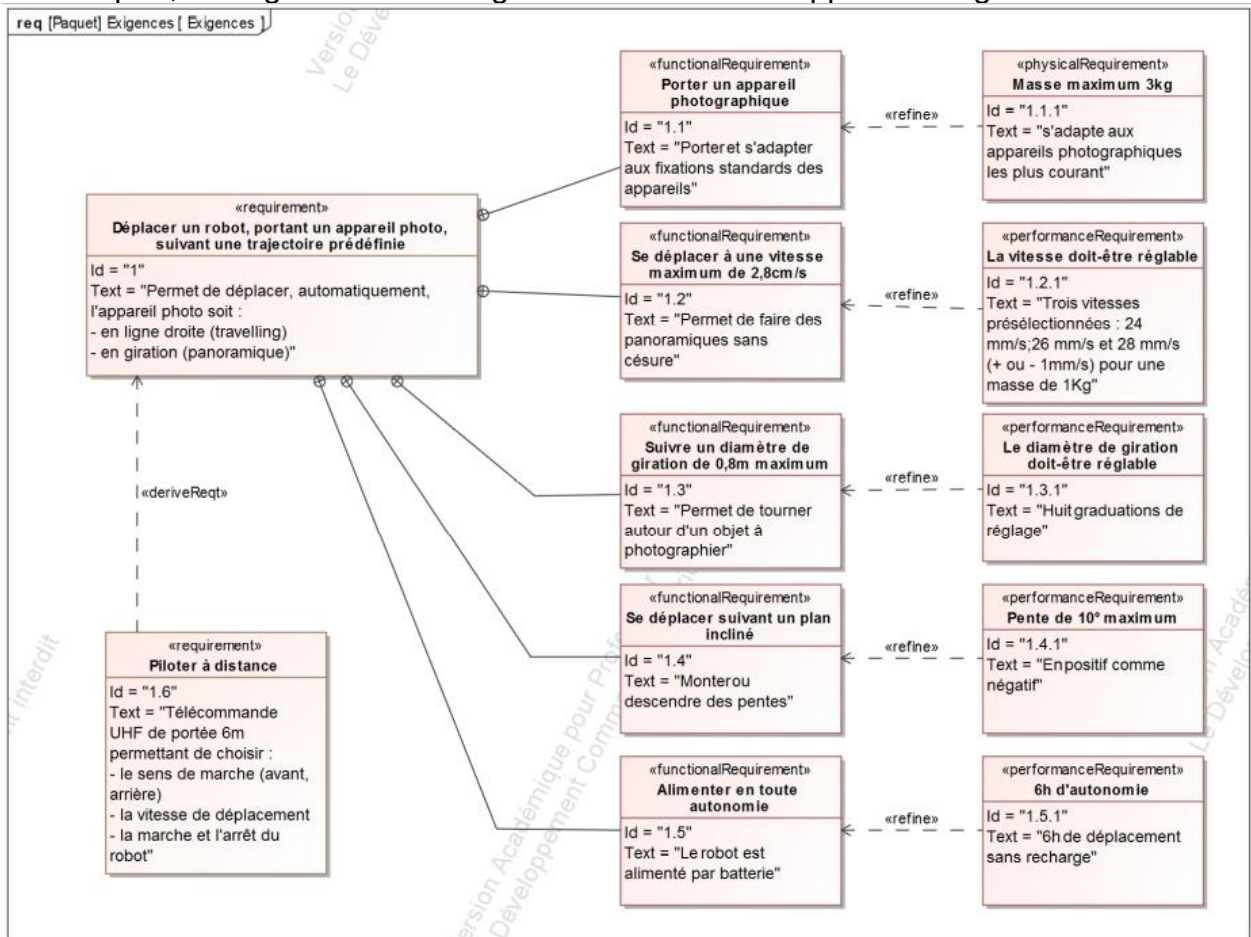 req [Paquet] Exigences [ Exigences ]
«functionalRequirement»
Porter un appareil
photographique
Id = "1.1"
Text = "Porter et s'adapter
aux fixations standards des
appareils"
«refine»
«physicalRequirement»
Masse maximum 3kg
Id = "1.1.1"
Text = "s'adapte aux
appareils photographiques
les plus courant"
«requirement»
Déplacer un robot, portant un appareil photo,
suivant une trajectoire prédéfinie
Id = "1"
Text = "Permet de déplacer, automatiquement,
l'appareil photo soit :
- en ligne droite (travelling)
- en giration (panoramique)"
«functionalRequirement»
Se déplacer à une vitesse
maximum de 2,8cm/s
Id = "1.2"
Text = "Permet de faire des
panoramiques sans
césure"
«refine»
«performanceRequirement»
La vitesse doit-être réglable
Id = "1.2.1"
Text = "Trois vitesses
présélectionnées : 24
mm/s;26 mm/s et 28 mm/s
(+ ou - 1mm/s) pour une
masse de 1Kg"
«functionalRequirement»
Suivre un diamètre de
giration de 0,8m maximum
Id = "1.3"
Text = "Permet de tourner
autour d'un objet à
photographier"
«refine»
«performanceRequirement»
Le diamètre de giration
doit-être réglable
Id = "1.3.1"
Text = "Huit graduations de
réglage"
«deriveReqt»
«functionalRequirement»
Se déplacer suivant un plan
incliné
Id = "1.4"
Text = "Monter ou
descendre des pentes"
«refine»
«performanceRequirement»
Pente de 10° maximum
Id = "1.4.1"
Text = "En positif comme
négatif"
«requirement»
Piloter à distance
Id = "1.6"
Text = "Télécommande
UHF de portée 6m
permettant de choisir :
- le sens de marche (avant,
arrière)
- la vitesse de déplacement
- la marche et l'arrêt du
robot"
«functionalRequirement»
Alimenter en toute
autonomie
Id = "1.5"
Text = "Le robot est
alimenté par batterie"
«refine»
«performanceRequirement»
6h d'autonomie
Id = "1.5.1"
Text = "6h de déplacement
sans recharge"
Version
Le Déve
Interdit
Version Académique pour Prof
Développement Comm